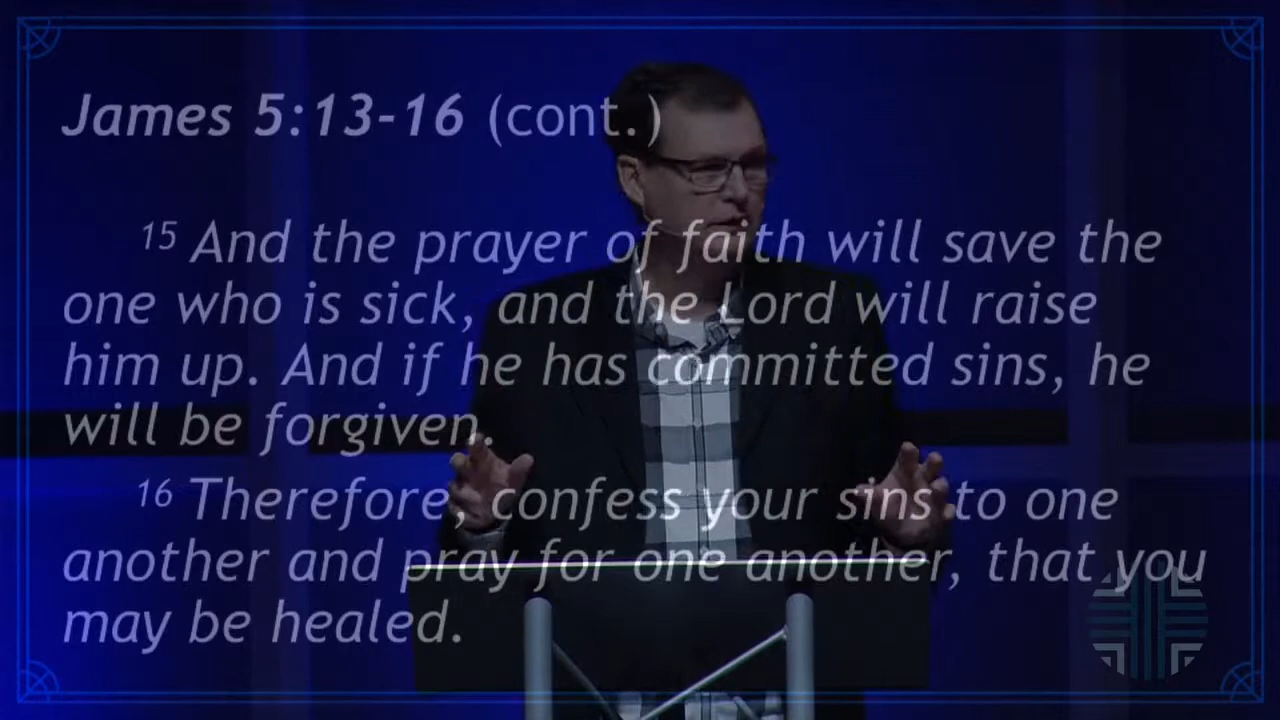 James 5:13-16 (cont.)
15 And the prayer of faith will save the
one who is sick, and the Lord will raise
him up. And if he has committed sins, he
will be forgiven.
16 Therefore, confess your sins to one
another and pray for one another, that you
may be healed.